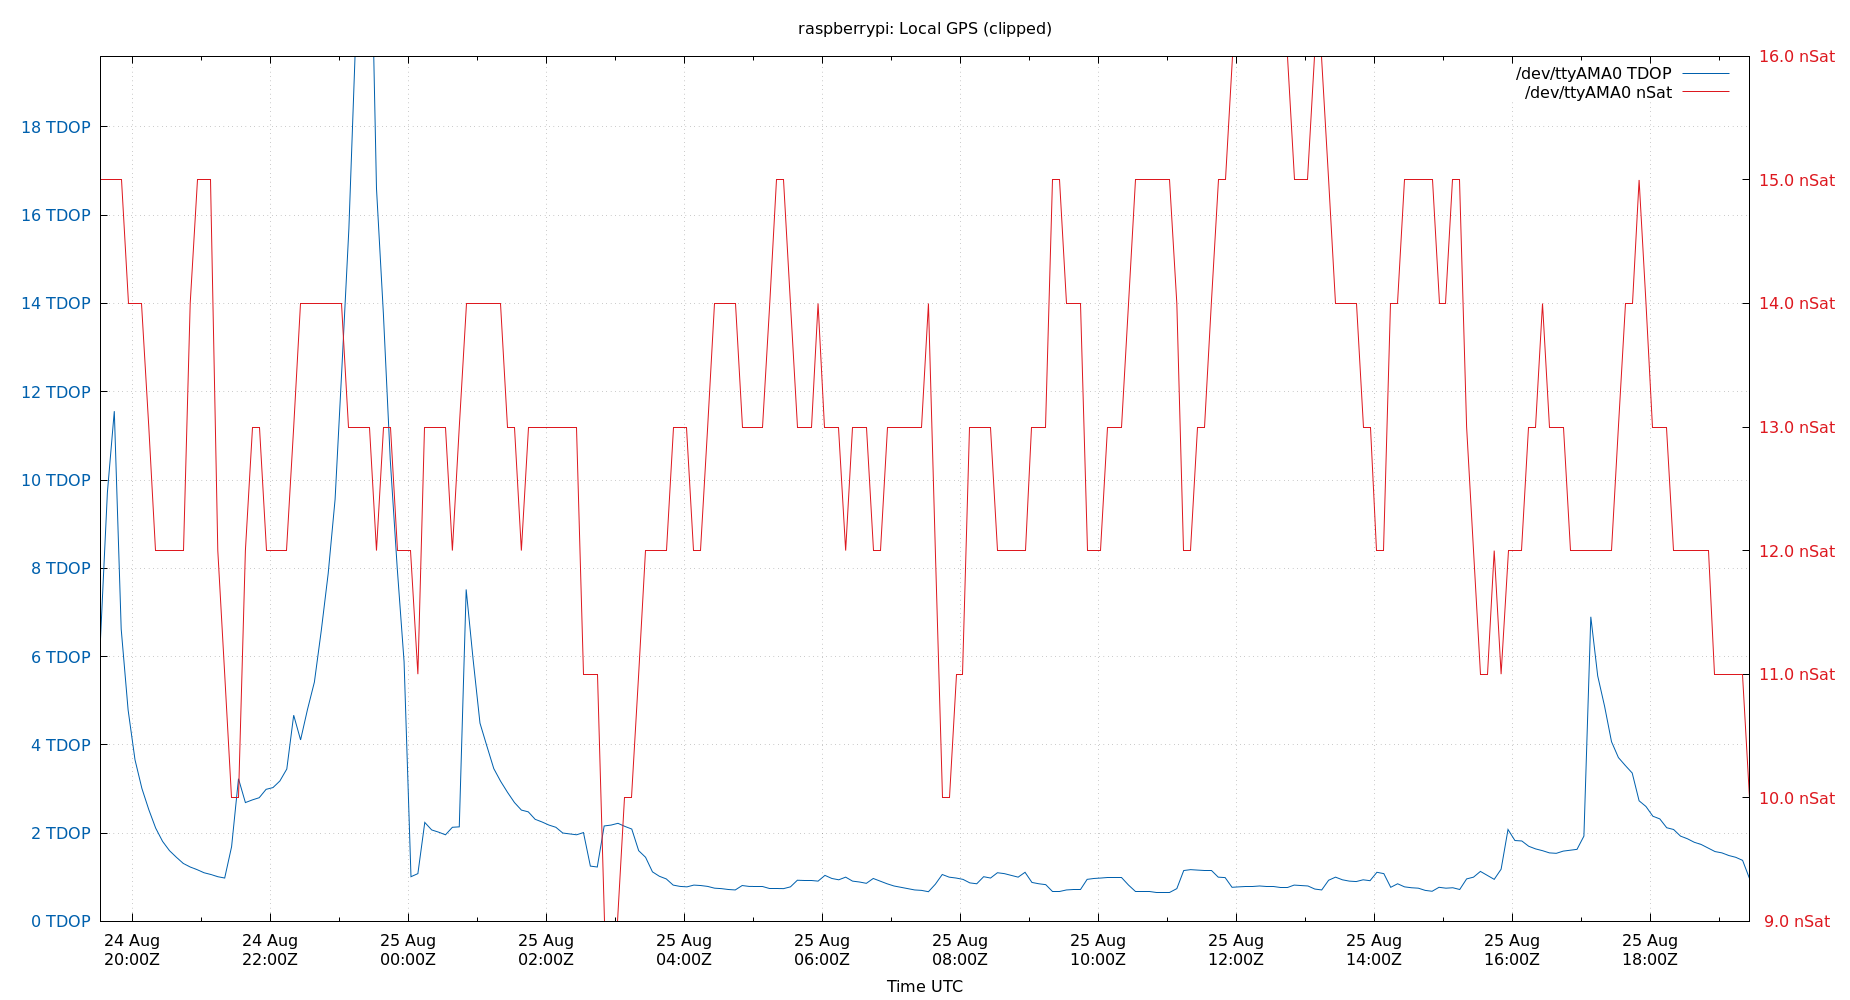 raspberrypi: Local GPS (clipped)
/dev/ttyAMA0 TDOP
/dev/ttyAMA0 nSat
18 TDOP
16 TDOP
14 TDOP
12 TDOP
10 TDOP
8 TDOP
6 TDOP
4 TDOP
2 TDOP
0 TDOP
16.0 nSat
15.0 nSat
14.0 nSat
13.0 nSat
12.0 nSat
11.0 nSat
10.0 nSat
9.0 nSat
24 Aug 24 Aug 25 Aug 25 Aug 25 Aug 25 Aug 25 Aug 25 Aug 25 Aug 25 Aug 25 Aug 25 Aug
20:00Z 22:00Z 00:00Z 02:00Z 04:00Z 06:00Z 08:00Z 10:00Z 12:00Z 14:00Z 16:00Z 18:00Z
Time UTC